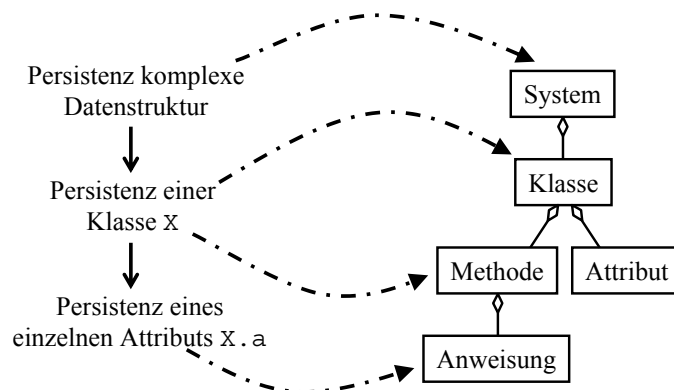 Persistenz komplexe
Datenstruktur
Persistenz einer
Klasse X
Persistenz eines
einzelnen Attributs X.a
System
Klasse
Methode
Attribut
Anweisung